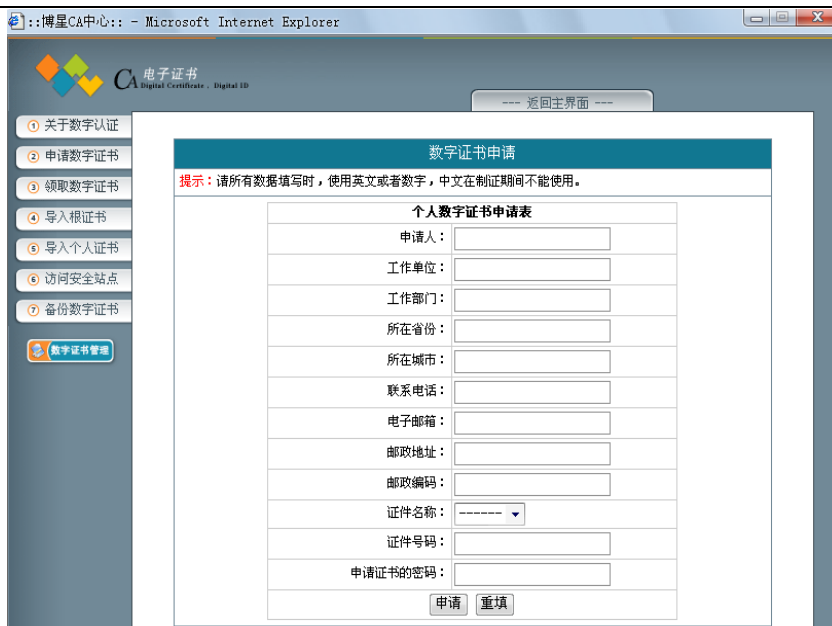 ::博星CA中心:: - Microsoft Internet Explorer
CA 电子证书
Digital Certificate . Digital ID
--- 返回主界面 ---
1 关于数字认证
2 申请数字证书
3 领取数字证书
4 导入根证书
5 导入个人证书
6 访问安全站点
7 备份数字证书
数字证书管理
数字证书申请
提示：请所有数据填写时，使用英文或者数字，中文在制证期间不能使用。
个人数字证书申请表
申请人：
工作单位：
工作部门：
所在省份：
所在城市：
联系电话：
电子邮箱：
邮政地址：
邮政编码：
证件名称： ------
证件号码：
申请证书的密码：
申请 重填